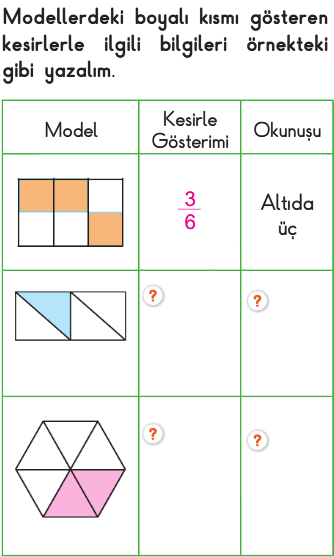 Modellerdeki boyalı kısmı gösteren
kesirlerle ilgili bilgileri örnekteki
gibi yazalım.
Model
Kesirle
Gösterimi
Okunuşu
3
6
Altıda
üç
?
?
?
?